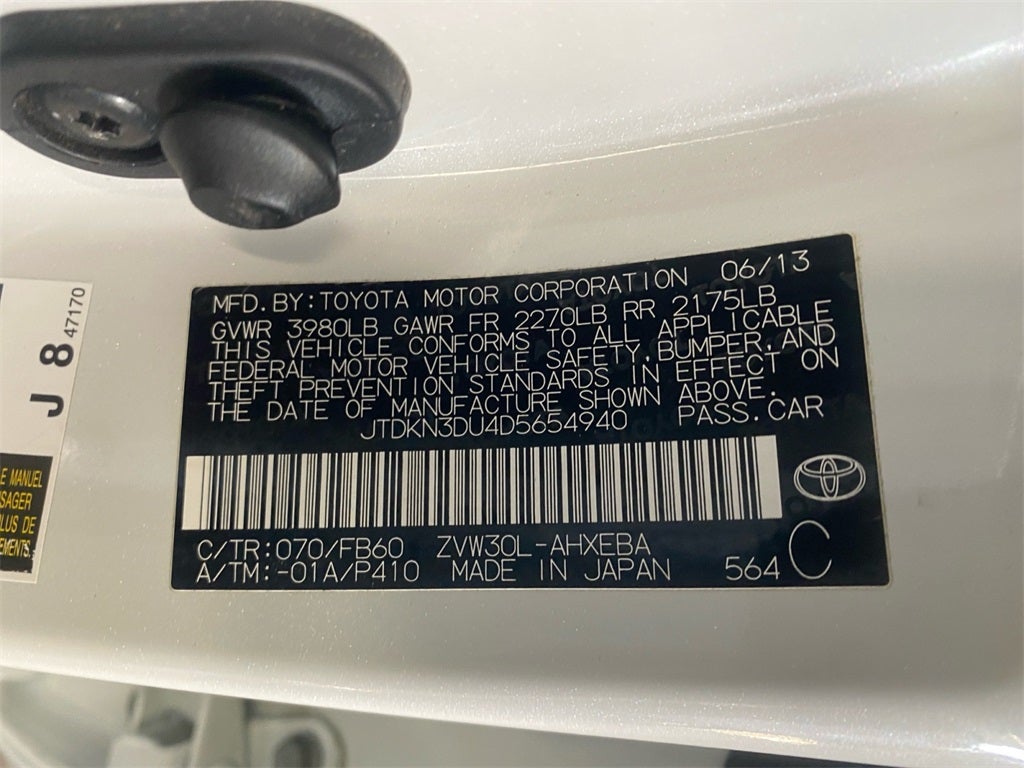 MFD. BY: TOYOTA MOTOR CORPORATION 06/13
GVWR 3980LB GAWR FR 2270LB RR 2175LB
THIS VEHICLE CONFORMS TO ALL APPLICABLE
FEDERAL MOTOR VEHICLE SAFETY, BUMPER, AND
THEFT PREVENTION STANDARDS IN EFFECT ON
THE DATE OF MANUFACTURE SHOWN ABOVE.
JTDKN3DU4D5654940 PASS. CAR
C/TR: 070/FB60 ZVW30L-AHXEBA
A/TM: -01A/P410 MADE IN JAPAN 564 C
J 8 47170
E MANUEL
SAGER
LUS DE
EMENTS.